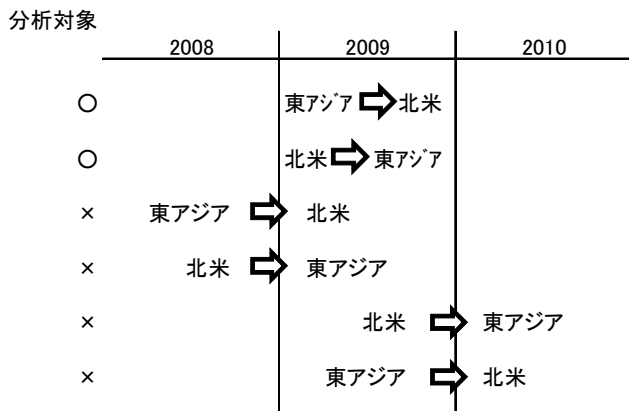 分析対象
2008 2009 2010
○ 東アジア 北米
○ 北米 東アジア
× 東アジア 北米
× 北米 東アジア
× 北米 東アジア
× 東アジア 北米